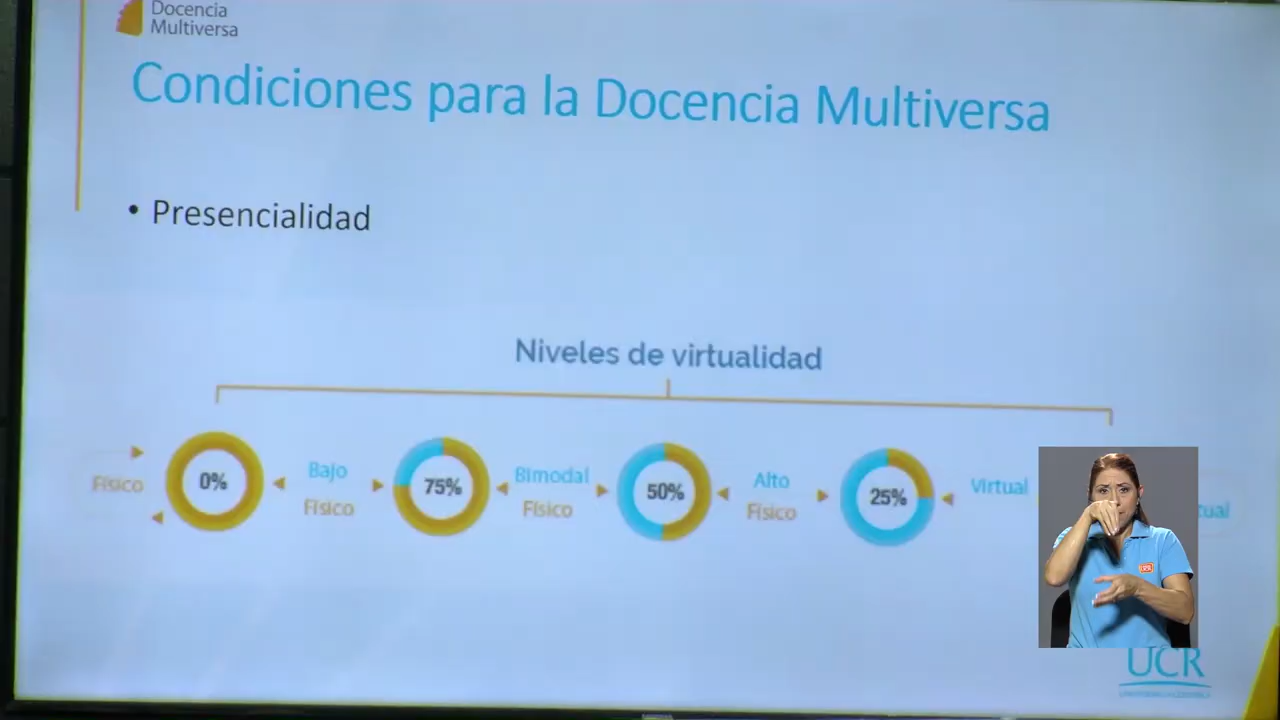 Docencia
Multiversa
Condiciones para la Docencia Multiversa
• Presencialidad
Niveles de virtualidad
Físico
0%
Bajo
Físico
75%
Bimodal
Físico
50%
Alto
Físico
25%
Virtual
tual
UCR